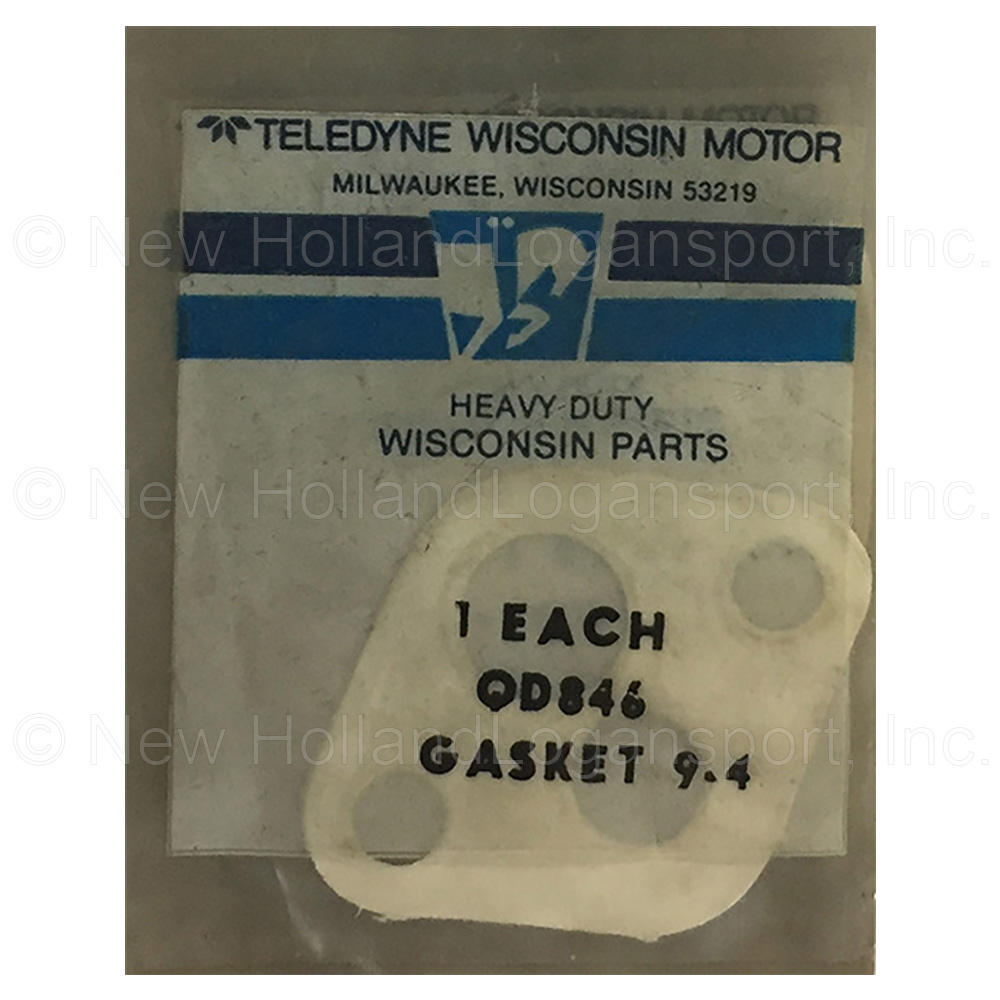 TELEDYNE WISCONSIN MOTOR
MILWAUKEE, WISCONSIN 53219
© New HollandLogansport, Inc.
HEAVY DUTY
WISCONSIN PARTS
© New HollandLogansport, Inc.
1 EACH
QD846
© New HollandLogansport, Inc.
GASKET 9-4